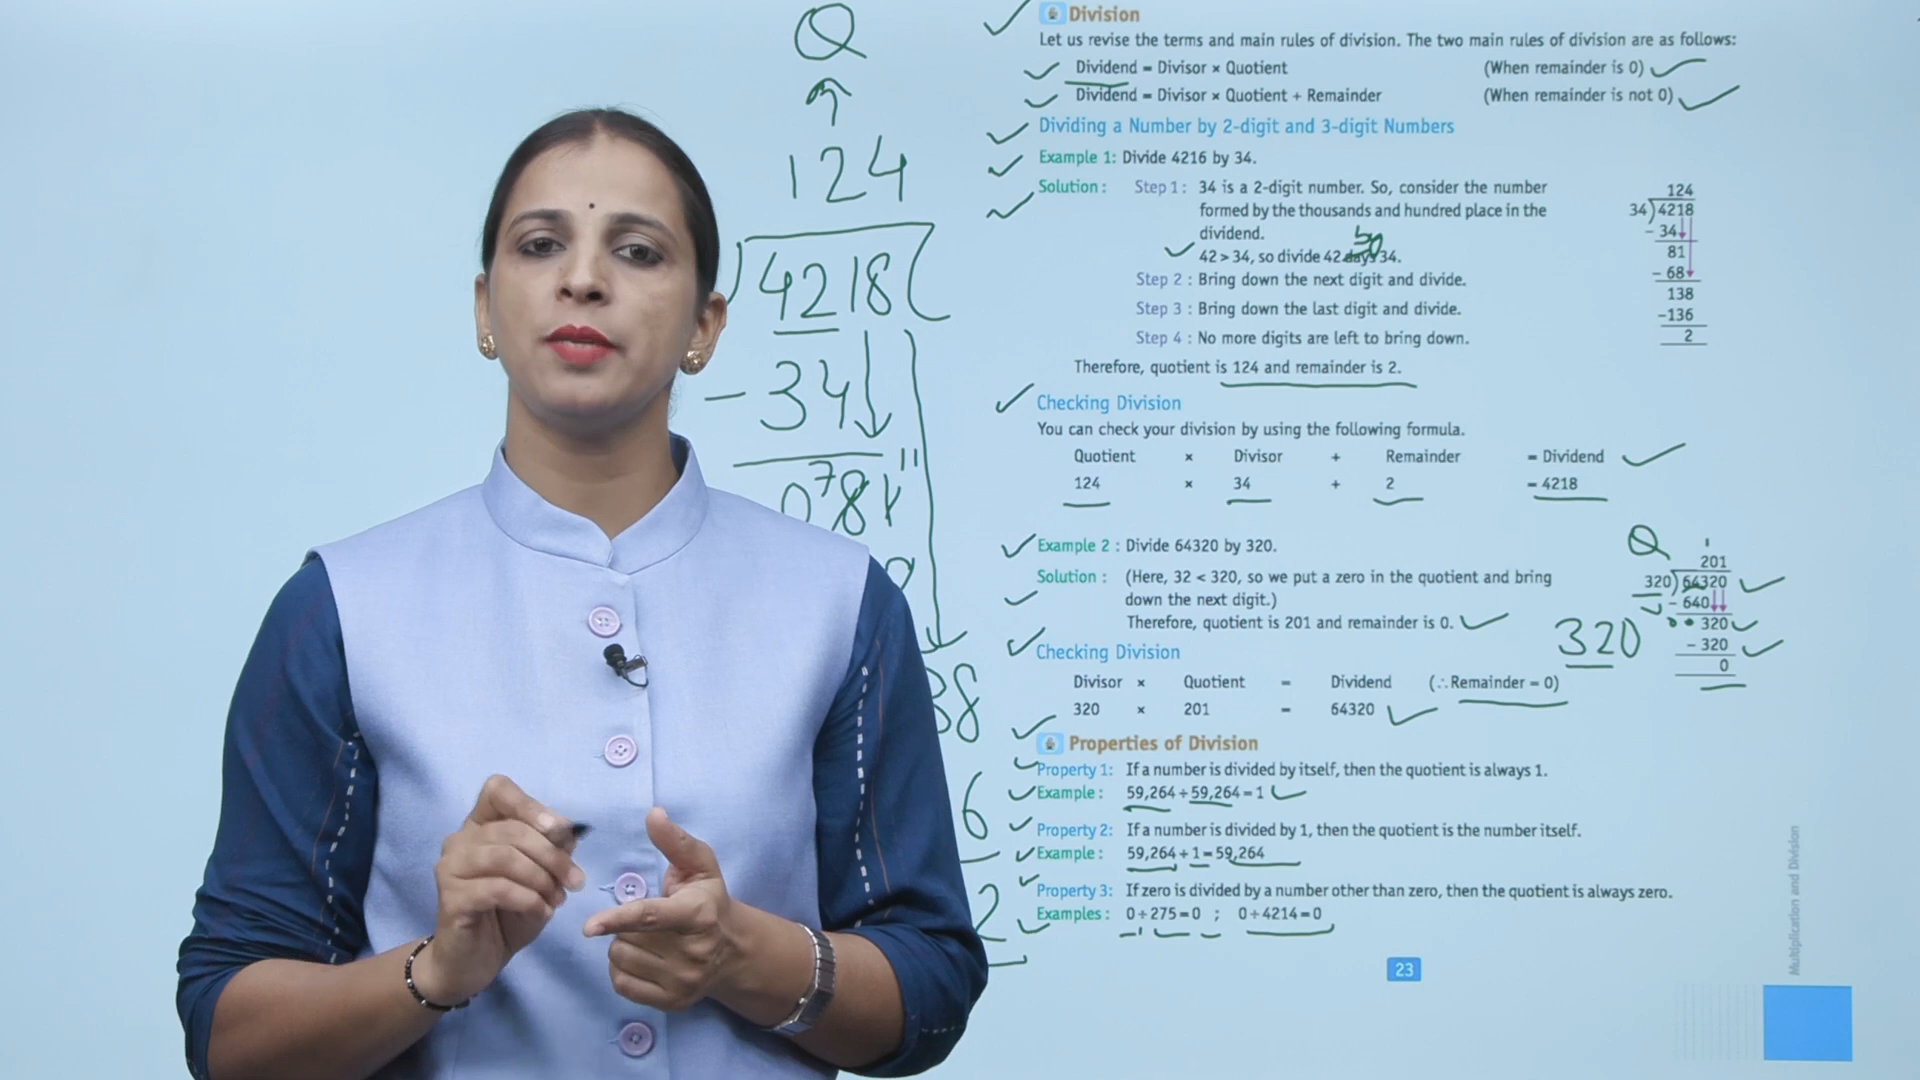 Q
124
4218
- 34
0 7 8 1 11
38
6
2
Division
Let us revise the terms and main rules of division. The two main rules of division are as follows:
Dividend = Divisor × Quotient (When remainder is 0)
Dividend = Divisor × Quotient + Remainder (When remainder is not 0)
Dividing a Number by 2-digit and 3-digit Numbers
Example 1: Divide 4216 by 34.
Solution: Step 1: 34 is a 2-digit number. So, consider the number
formed by the thousands and hundred place in the
dividend.
by
42 > 34, so divide 42 days 34.
Step 2: Bring down the next digit and divide.
Step 3: Bring down the last digit and divide.
Step 4: No more digits are left to bring down.
Therefore, quotient is 124 and remainder is 2.
124
34)4218
- 34
81
- 68
138
-136
2
Checking Division
You can check your division by using the following formula.
Quotient × Divisor + Remainder = Dividend
124 × 34 + 2 = 4218
Example 2 : Divide 64320 by 320.
Solution : (Here, 32 < 320, so we put a zero in the quotient and bring
down the next digit.)
Therefore, quotient is 201 and remainder is 0.
Q
201
320)64320
- 640
320
- 320
0
320
Checking Division
Divisor × Quotient = Dividend (∴ Remainder = 0)
320 × 201 = 64320
Properties of Division
Property 1: If a number is divided by itself, then the quotient is always 1.
Example : 59,264 ÷ 59,264 = 1
Property 2: If a number is divided by 1, then the quotient is the number itself.
Example : 59,264 ÷ 1 = 59,264
Property 3: If zero is divided by a number other than zero, then the quotient is always zero.
Examples : 0 ÷ 275 = 0 ; 0 ÷ 4214 = 0
23
Multiplication and Division